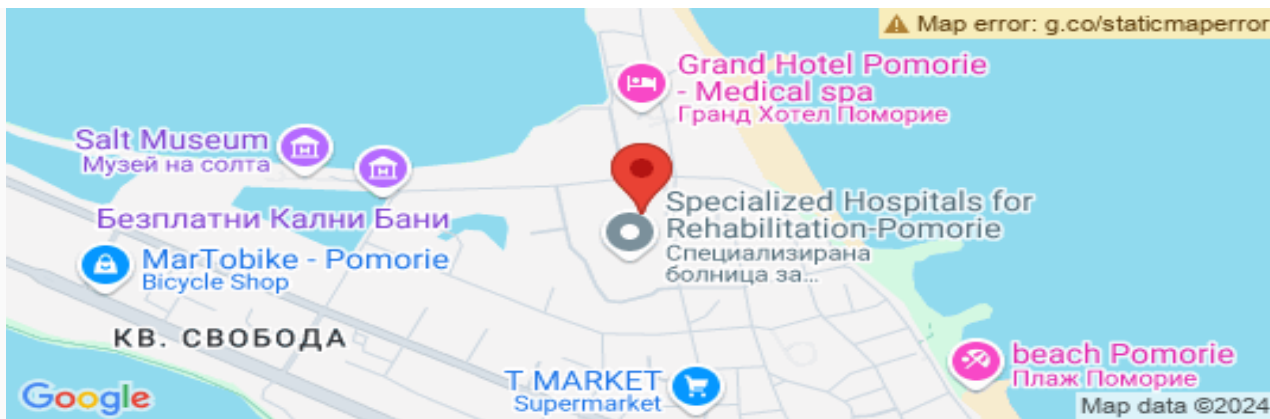 Map error: g.co/staticmaperror
Grand Hotel Pomorie
- Medical spa
Гранд Хотел Поморие
Salt Museum
Музей на солта
Безплатни Кални Бани
Specialized Hospitals for
Rehabilitation-Pomorie
Специализирана
болница за...
MarTobike - Pomorie
Bicycle Shop
КВ. СВОБОДА
beach Pomorie
Плаж Поморие
T MARKET
Supermarket
Google
Map data ©2024